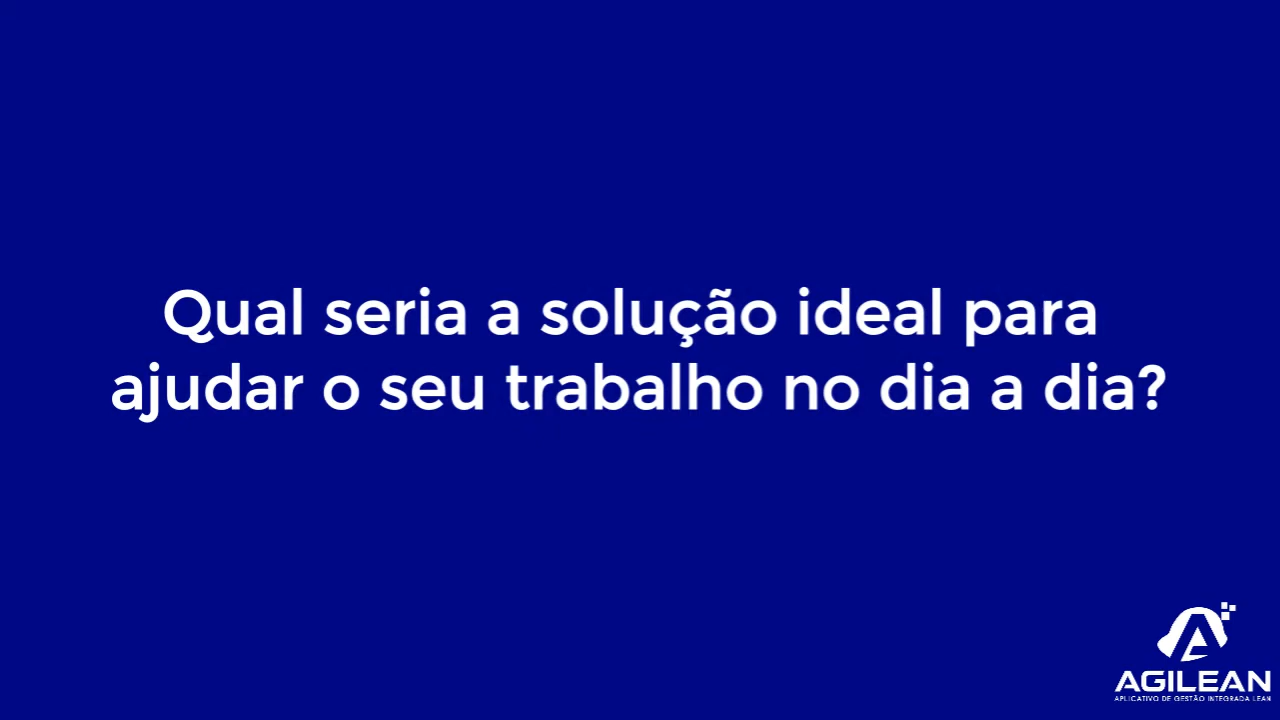 Qual seria a solução ideal para
ajudar o seu trabalho no dia a dia?
AGILEAN
APLICATIVO DE GESTÃO INTEGRADA LEAN